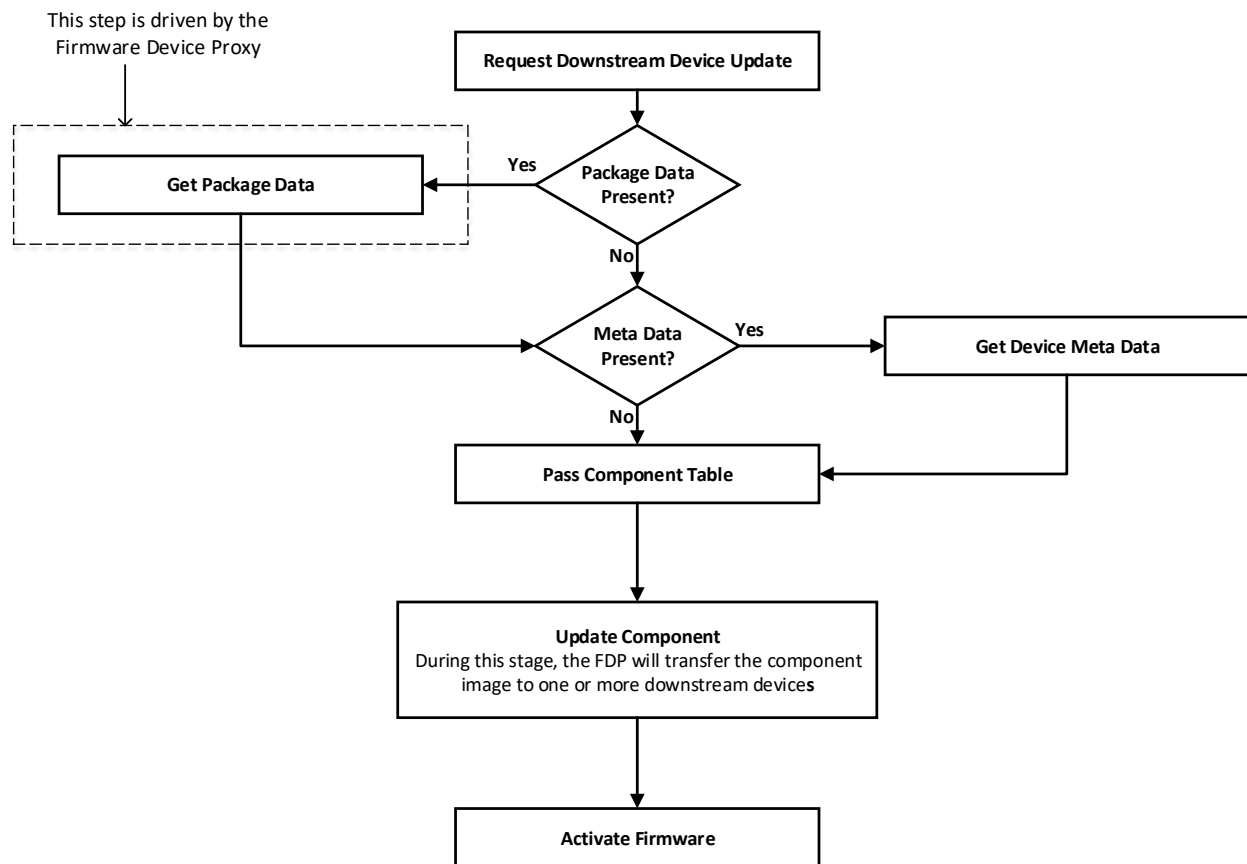 This step is driven by the
Firmware Device Proxy
Request Downstream Device Update
Yes
Package Data
Present?
Get Package Data
No
Meta Data
Present?
Yes
Get Device Meta Data
No
Pass Component Table
Update Component
During this stage, the FDP will transfer the component
image to one or more downstream devices
Activate Firmware